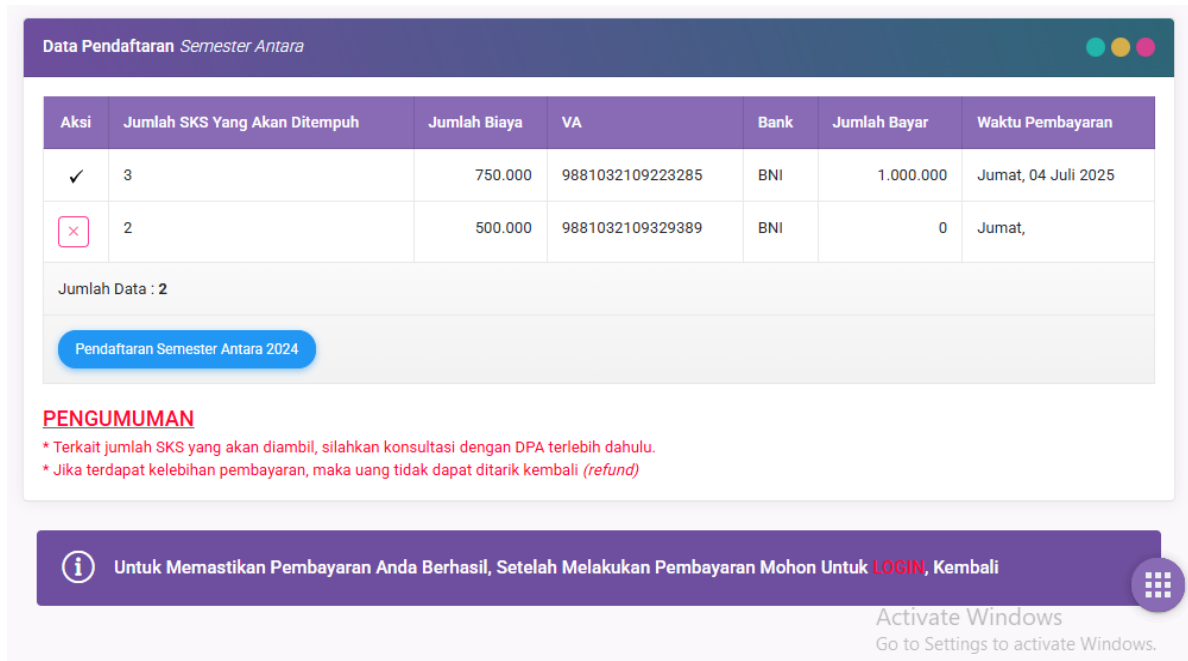 Data Pendaftaran Semester Antara
Aksi Jumlah SKS Yang Akan Ditempuh Jumlah Biaya VA Bank Jumlah Bayar Waktu Pembayaran
3 750.000 9881032109223285 BNI 1.000.000 Jumat, 04 Juli 2025
2 500.000 9881032109329389 BNI 0 Jumat,
Jumlah Data : 2
Pendaftaran Semester Antara 2024
PENGUMUMAN
* Terkait jumlah SKS yang akan diambil, silahkan konsultasi dengan DPA terlebih dahulu.
* Jika terdapat kelebihan pembayaran, maka uang tidak dapat ditarik kembali (refund)
Untuk Memastikan Pembayaran Anda Berhasil, Setelah Melakukan Pembayaran Mohon Untuk LOGIN, Kembali
Activate Windows
Go to Settings to activate Windows.